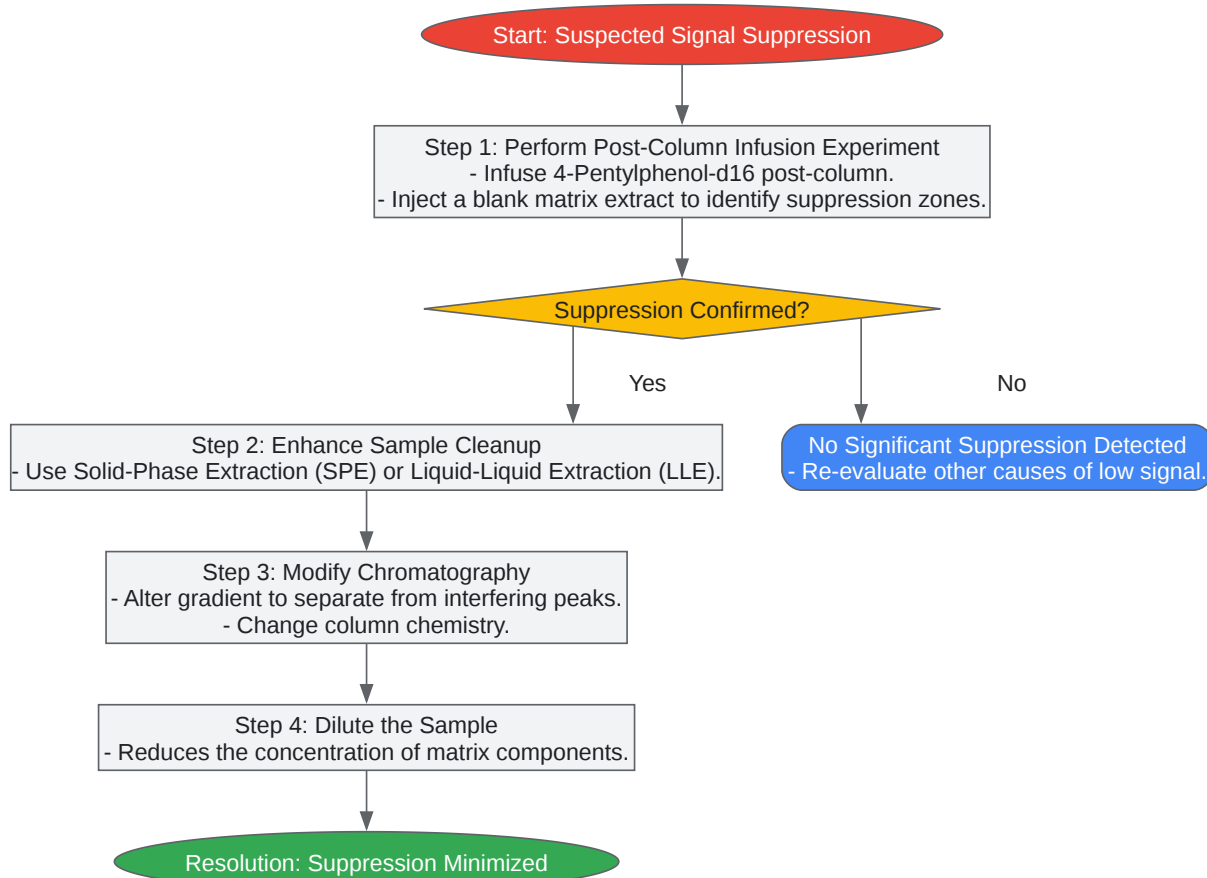 Start: Suspected Signal Suppression
Step 1: Perform Post-Column Infusion Experiment
- Infuse 4-Pentylphenol-d16 post-column.
- Inject a blank matrix extract to identify suppression zones.
Suppression Confirmed?
Yes
No
Step 2: Enhance Sample Cleanup
- Use Solid-Phase Extraction (SPE) or Liquid-Liquid Extraction (LLE).
No Significant Suppression Detected
- Re-evaluate other causes of low signal.
Step 3: Modify Chromatography
- Alter gradient to separate from interfering peaks.
- Change column chemistry.
Step 4: Dilute the Sample
- Reduces the concentration of matrix components.
Resolution: Suppression Minimized